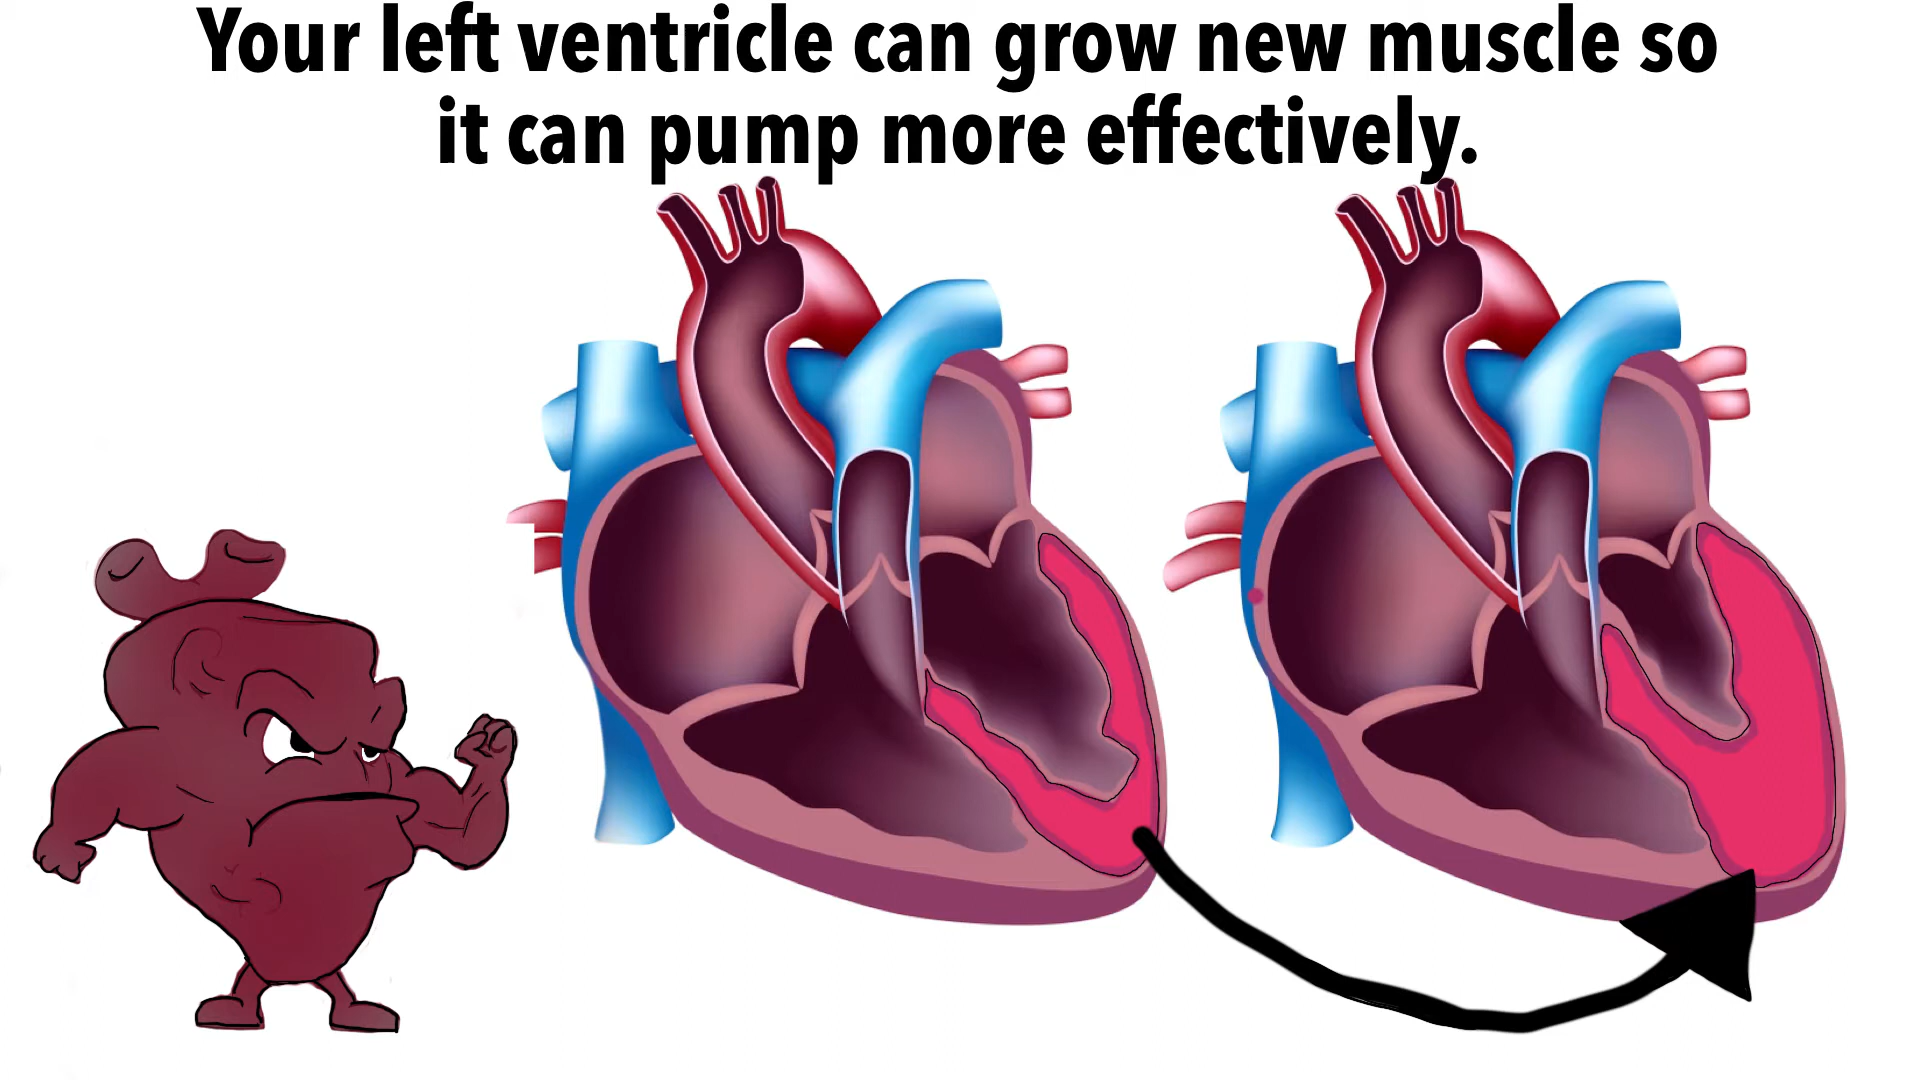 Your left ventricle can grow new muscle so
it can pump more effectively.